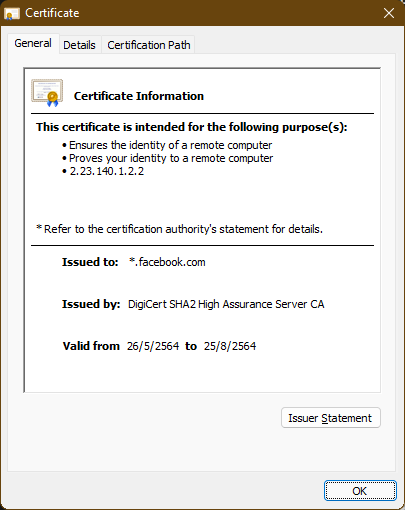 Certificate
General Details Certification Path
Certificate Information
This certificate is intended for the following purpose(s):
• Ensures the identity of a remote computer
• Proves your identity to a remote computer
• 2.23.140.1.2.2
* Refer to the certification authority's statement for details.
Issued to: *.facebook.com
Issued by: DigiCert SHA2 High Assurance Server CA
Valid from 26/5/2564 to 25/8/2564
Issuer Statement
OK